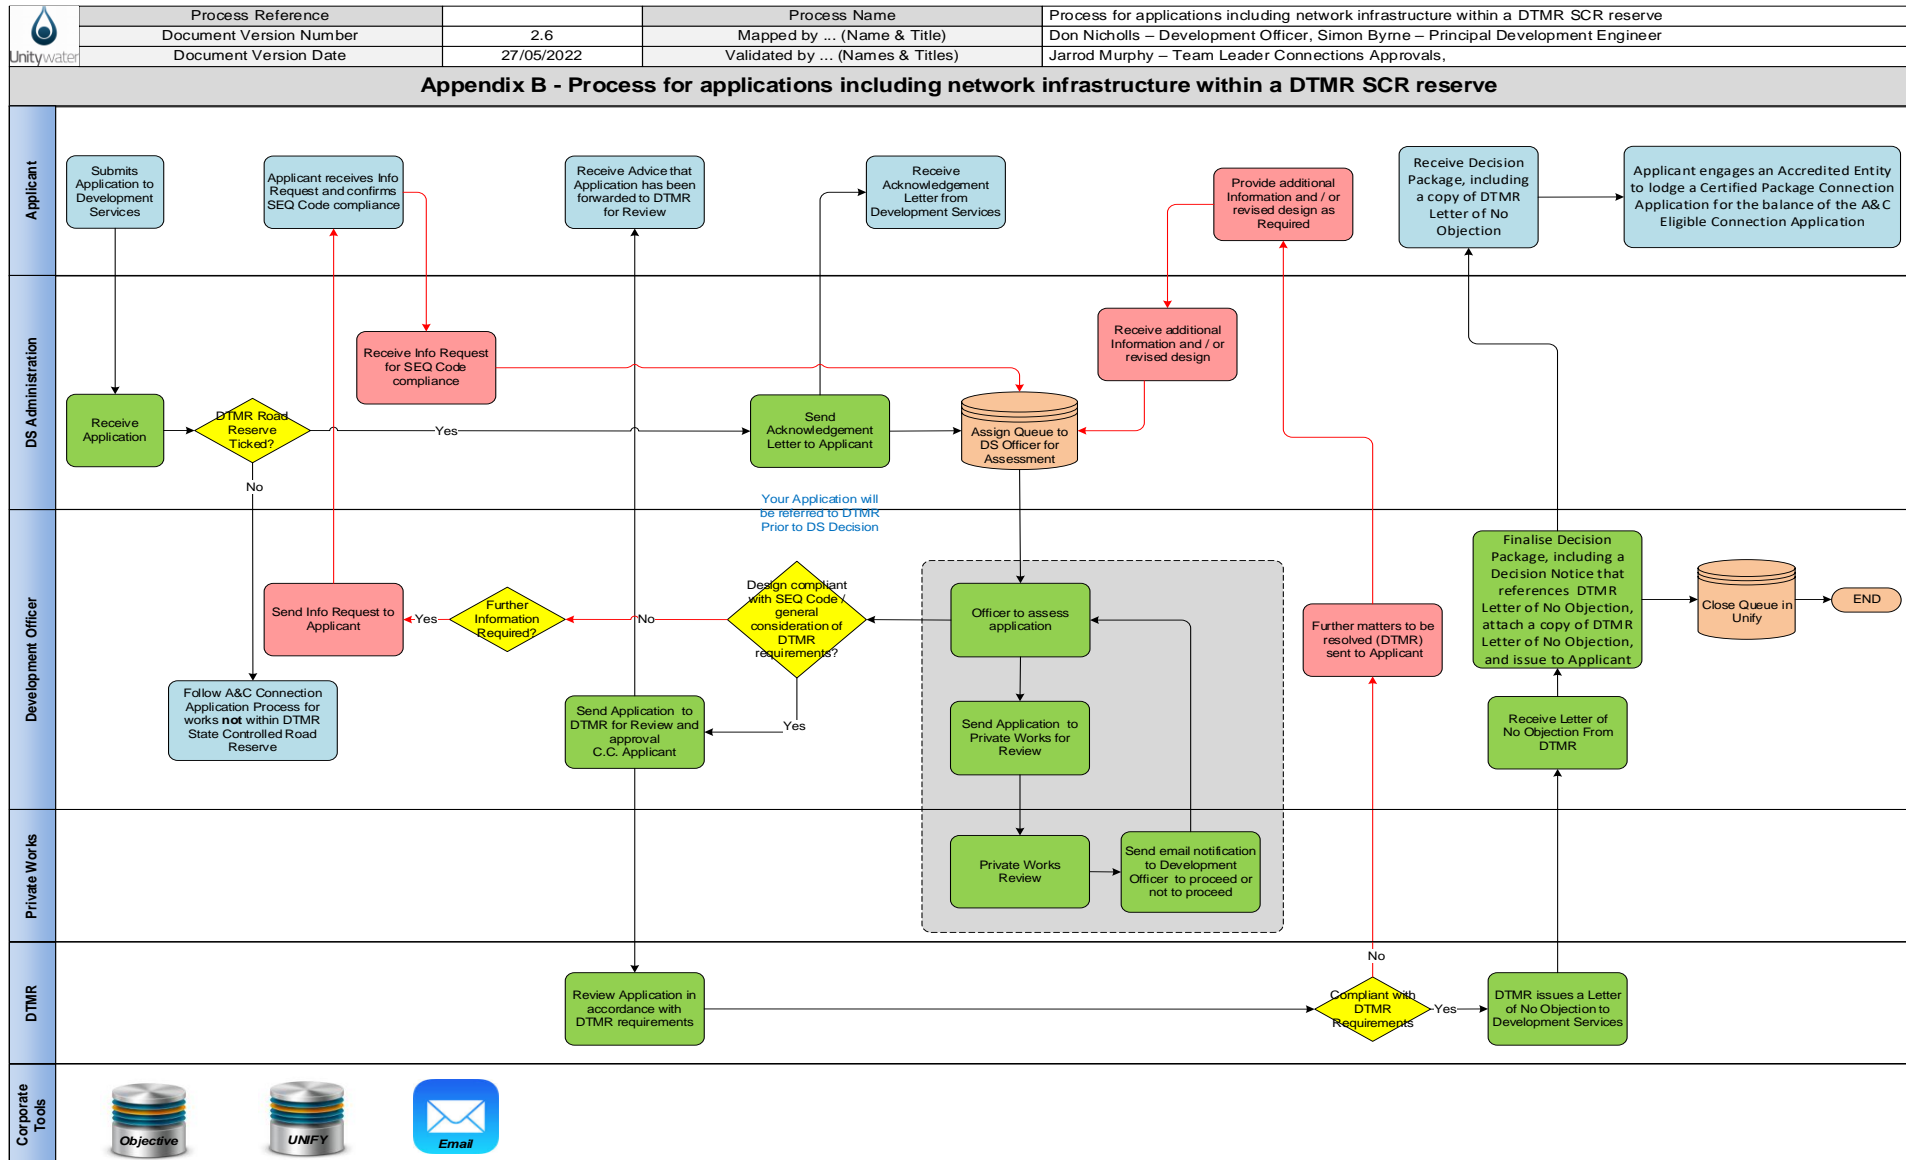 Unitywater
Process Reference
Process Name
Process for applications including network infrastructure within a DTMR SCR reserve
Document Version Number
2.6
Mapped by ... (Name & Title)
Don Nicholls – Development Officer, Simon Byrne – Principal Development Engineer
Document Version Date
27/05/2022
Validated by ... (Names & Titles)
Jarrod Murphy – Team Leader Connections Approvals,
Appendix B - Process for applications including network infrastructure within a DTMR SCR reserve
Applicant
Submits
Application to
Development
Services
Applicant receives Info
Request and confirms
SEQ Code compliance
Receive Advice that
Application has been
forwarded to DTMR
for Review
Receive
Acknowledgement
Letter from
Development Services
Provide additional
Information and / or
revised design as
Required
Receive Decision
Package, including
a copy of DTMR
Letter of No
Objection
Applicant engages an Accredited Entity
to lodge a Certified Package Connection
Application for the balance of the A&C
Eligible Connection Application
DS Administration
Receive
Application
DTMR Road
Reserve
Ticked?
Yes
No
Receive Info Request
for SEQ Code
compliance
Send
Acknowledgement
Letter to Applicant
Assign Queue to
DS Officer for
Assessment
Receive additional
Information and / or
revised design
Your Application will
be referred to DTMR
Prior to DS Decision
Development Officer
Send Info Request to
Applicant
Yes
Further
Information
Required?
No
Design compliant
with SEQ Code /
general
consideration of
DTMR
requirements?
Yes
Officer to assess
application
Follow A&C Connection
Application Process for
works not within DTMR
State Controlled Road
Reserve
Send Application to
DTMR for Review and
approval
C.C. Applicant
Send Application to
Private Works for
Review
Further matters to be
resolved (DTMR)
sent to Applicant
Finalise Decision
Package, including a
Decision Notice that
references DTMR
Letter of No Objection,
attach a copy of DTMR
Letter of No Objection,
and issue to Applicant
Close Queue in
Unify
END
Receive Letter of
No Objection From
DTMR
Private Works
Private Works
Review
Send email notification
to Development
Officer to proceed or
not to proceed
DTMR
Review Application in
accordance with
DTMR requirements
No
Compliant with
DTMR
Requirements
Yes
DTMR issues a Letter
of No Objection to
Development Services
Corporate
Tools
Objective
UNIFY
Email